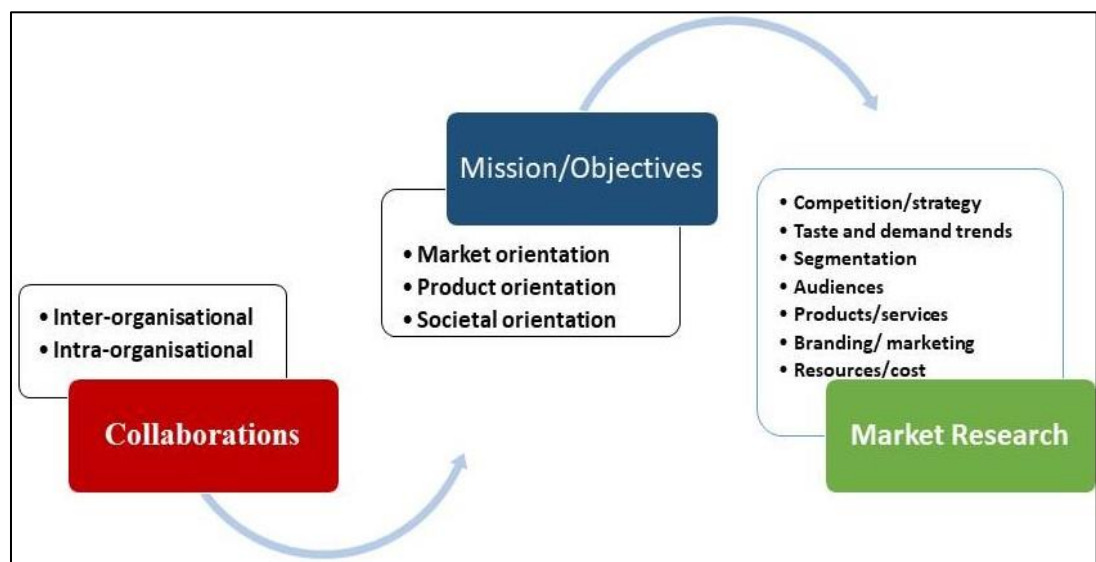 • Inter-organisational
• Intra-organisational
Collaborations
Mission/Objectives
• Market orientation
• Product orientation
• Societal orientation
• Competition/strategy
• Taste and demand trends
• Segmentation
• Audiences
• Products/services
• Branding/ marketing
• Resources/cost
Market Research